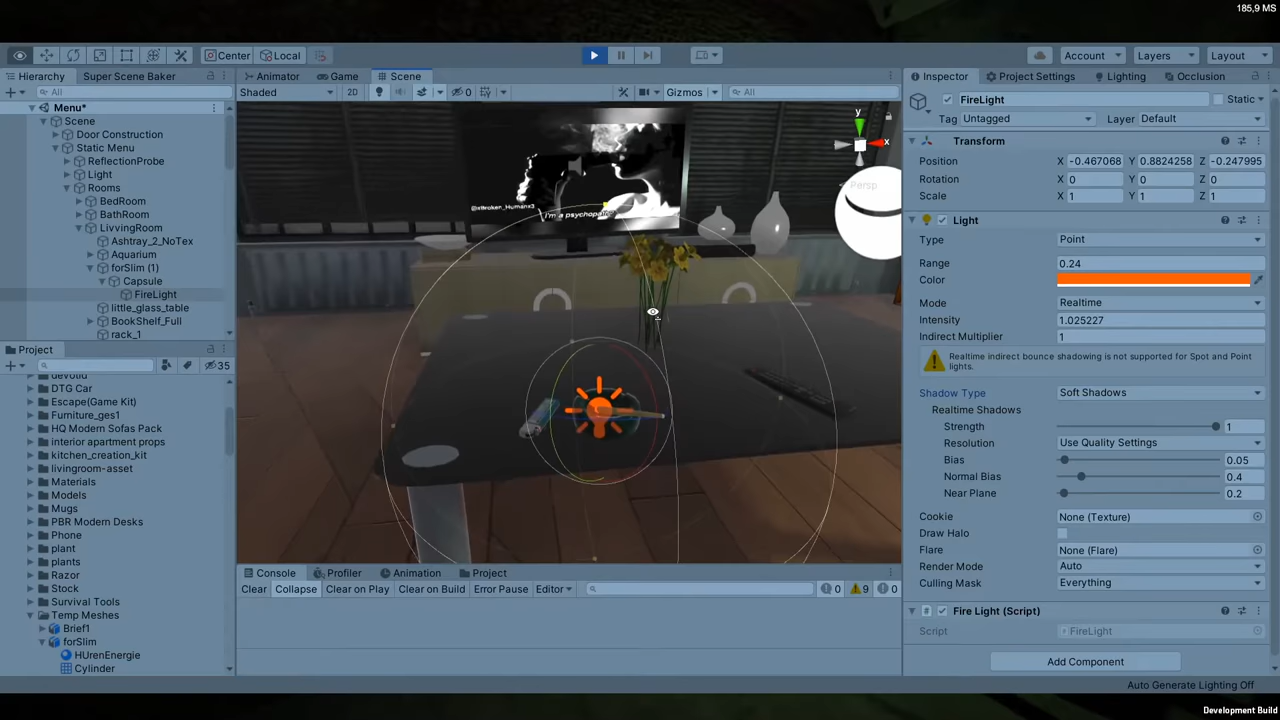 185,9 MS
Center
Local
Account
Layers
Layout
Hierarchy
Super Scene Baker
Animator
Game
Scene
Inspector
Project Settings
Lighting
Occlusion
All
Shaded
2D
0
Gizmos
All
FireLight
Static
Tag
Untagged
Layer
Default
Menu*
Scene
Door Construction
Static Menu
ReflectionProbe
Light
Rooms
BedRoom
BathRoom
LivvingRoom
Ashtray_2_NoTex
Aquarium
forSlim (1)
Capsule
FireLight
little_glass_table
BookShelf_Full
rack_1
Project
35
DTG Car
Escape(Game Kit)
Furniture_ges1
HQ Modern Sofas Pack
interior apartment props
kitchen_creation_kit
livingroom-asset
Materials
Models
Mugs
PBR Modern Desks
Phone
plant
plants
Razor
Stock
Survival Tools
Temp Meshes
Brief1
forSlim
HUrenEnergie
Cylinder
y
x
Persp
I'm a psychopath
Console
Profiler
Animation
Project
Clear
Collapse
Clear on Play
Clear on Build
Error Pause
Editor
0
9
0
Transform
Position
X -0.467068 Y 0.8824258 Z -0.247995
Rotation
X 0 Y 0 Z 0
Scale
X 1 Y 1 Z 1
Light
Type
Point
Range
0.24
Color
Mode
Realtime
Intensity
1.025227
Indirect Multiplier
1
Realtime indirect bounce shadowing is not supported for Spot and Point
lights.
Shadow Type
Soft Shadows
Realtime Shadows
Strength
1
Resolution
Use Quality Settings
Bias
0.05
Normal Bias
0.4
Near Plane
0.2
Cookie
None (Texture)
Draw Halo
Flare
None (Flare)
Render Mode
Auto
Culling Mask
Everything
Fire Light (Script)
Script
FireLight
Add Component
Auto Generate Lighting Off
Development Build